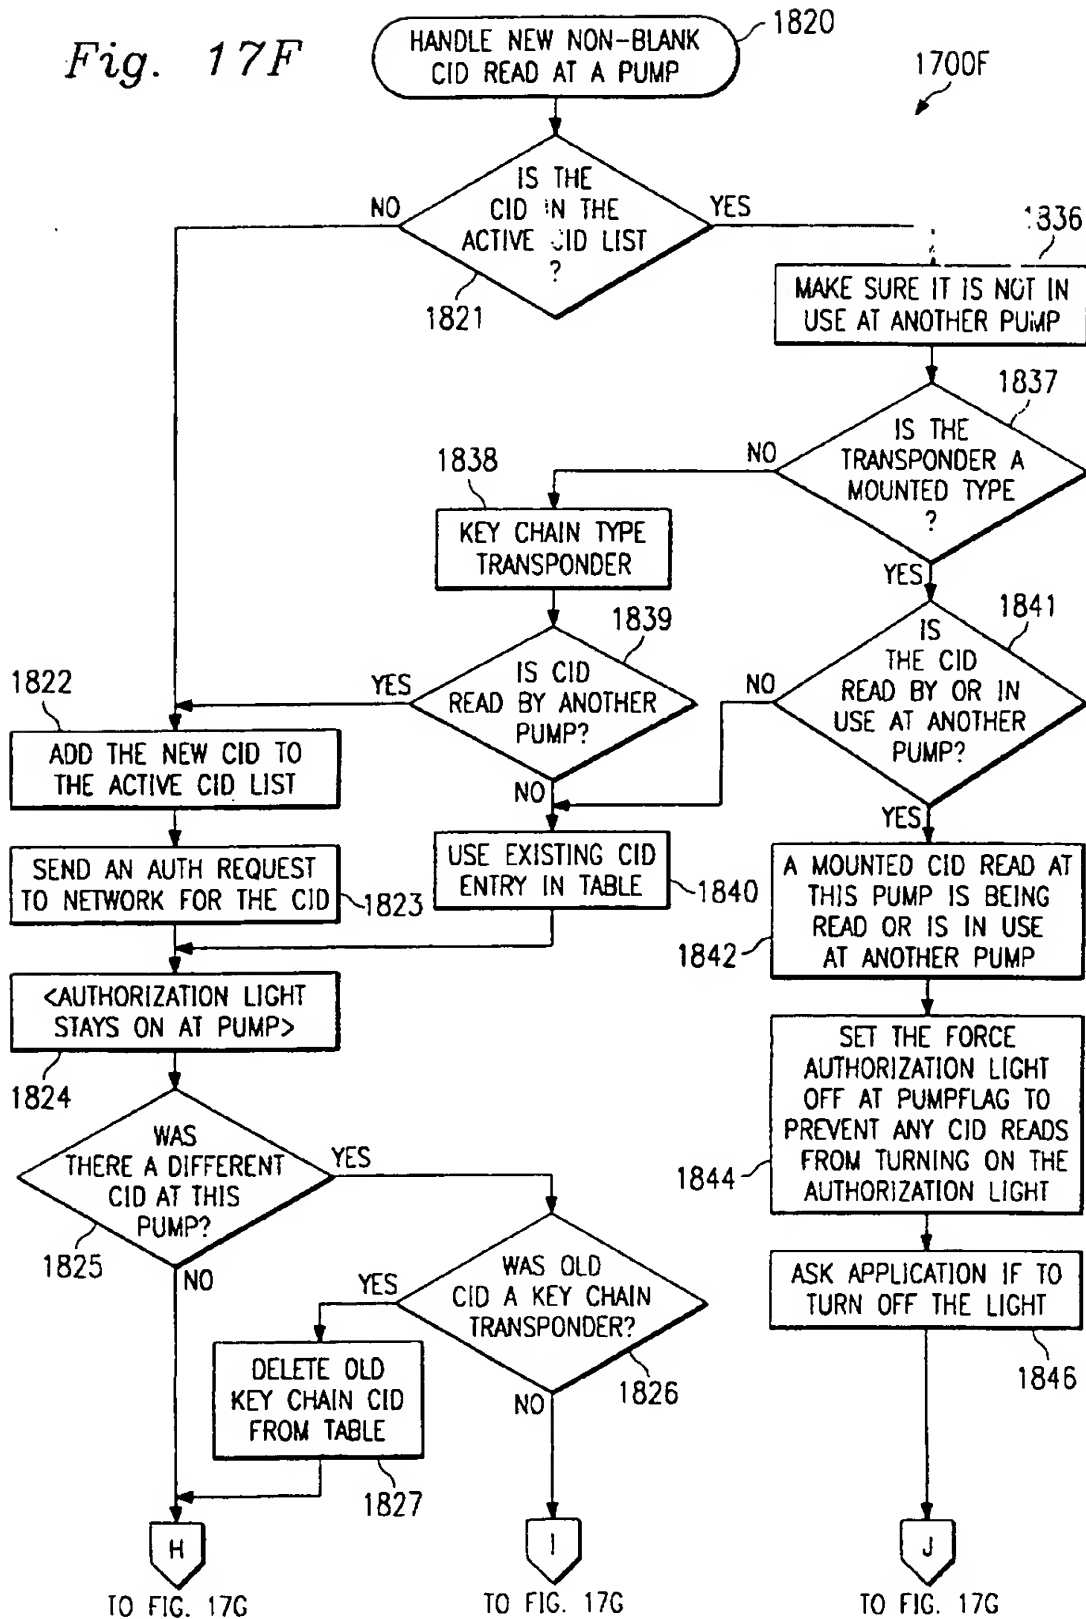 Fig. 17F
HANDLE NEW NON-BLANK
CID READ AT A PUMP
1820
1700F
IS THE
CID IN THE
ACTIVE CID LIST
?
NO
YES
1821
1836
MAKE SURE IT IS NOT IN
USE AT ANOTHER PUMP
1837
IS THE
TRANSPONDER A
MOUNTED TYPE
?
NO
YES
1838
KEY CHAIN TYPE
TRANSPONDER
1839
IS CID
READ BY ANOTHER
PUMP?
YES
NO
1841
IS
THE CID
READ BY OR IN
USE AT ANOTHER
PUMP?
NO
YES
1822
ADD THE NEW CID TO
THE ACTIVE CID LIST
SEND AN AUTH REQUEST
TO NETWORK FOR THE CID
1823
USE EXISTING CID
ENTRY IN TABLE
1840
A MOUNTED CID READ AT
THIS PUMP IS BEING
READ OR IS IN USE
AT ANOTHER PUMP
1842
<AUTHORIZATION LIGHT
STAYS ON AT PUMP>
1824
SET THE FORCE
AUTHORIZATION LIGHT
OFF AT PUMPFLAG TO
PREVENT ANY CID READS
FROM TURNING ON THE
AUTHORIZATION LIGHT
1844
WAS
THERE A DIFFERENT
CID AT THIS
PUMP?
YES
NO
1825
WAS OLD
CID A KEY CHAIN
TRANSPONDER?
YES
NO
1826
ASK APPLICATION IF TO
TURN OFF THE LIGHT
1846
DELETE OLD
KEY CHAIN CID
FROM TABLE
1827
H
TO FIG. 17G
I
TO FIG. 17G
J
TO FIG. 17G